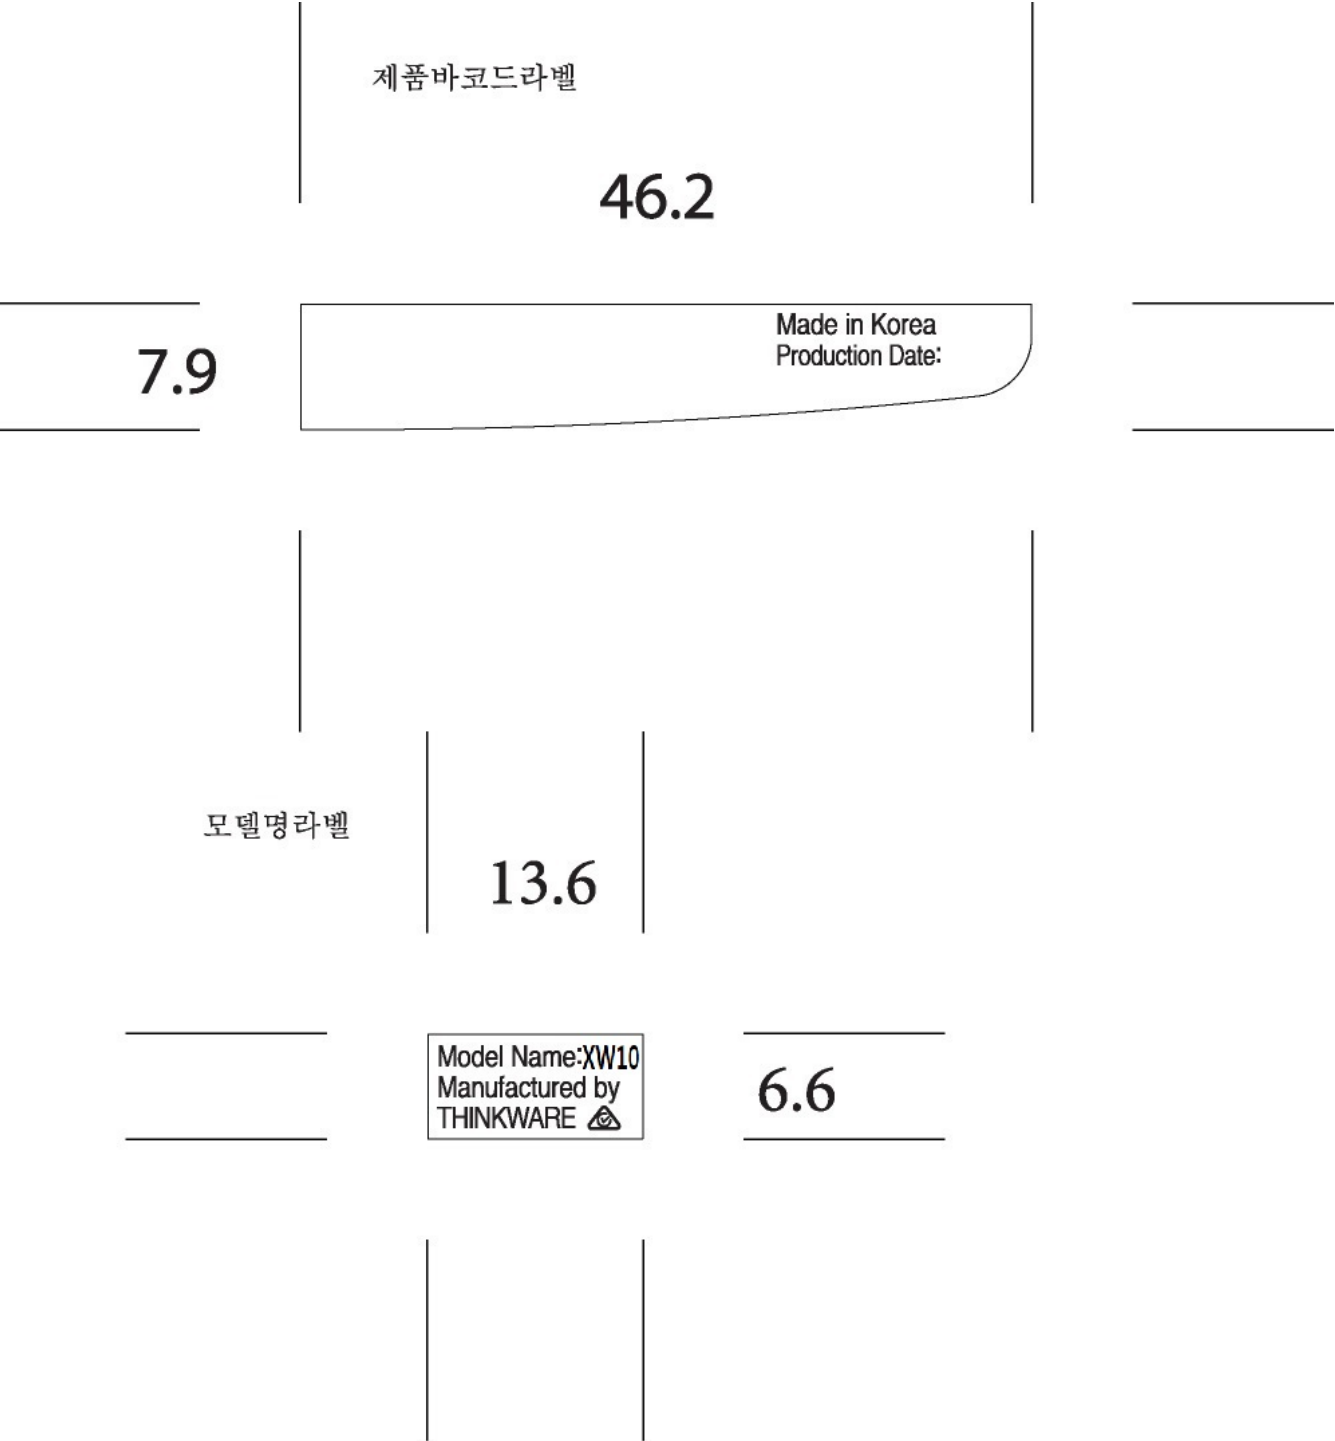 제품바코드라벨
46.2
7.9
Made in Korea
Production Date:
모델명라벨
13.6
Model Name:XW10
Manufactured by
THINKWARE
6.6